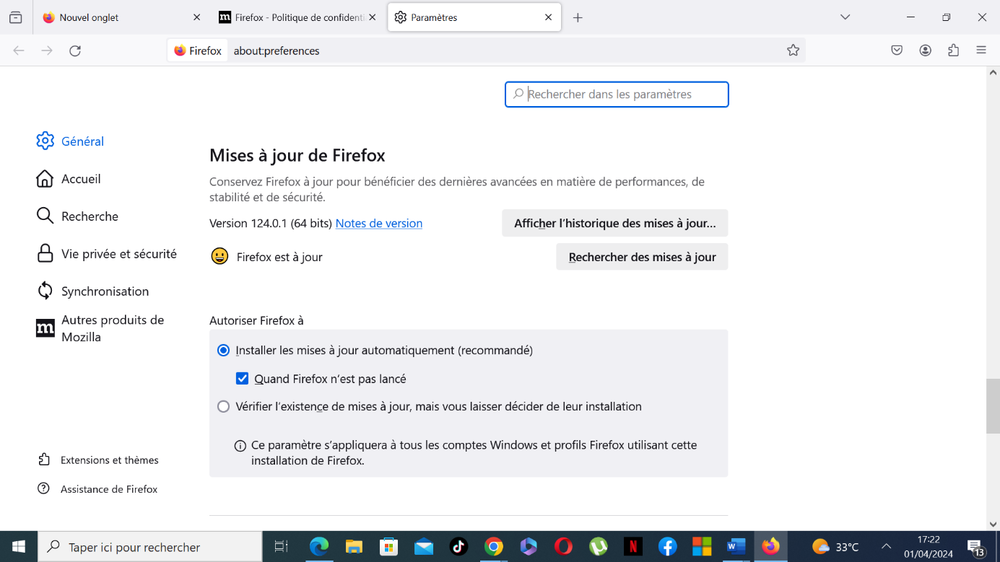 Nouvel onglet
Firefox - Politique de confidenti
Paramètres
Firefox
about:preferences
Rechercher dans les paramètres
Général
Accueil
Recherche
Vie privée et sécurité
Synchronisation
Autres produits de
Mozilla
Extensions et thèmes
Assistance de Firefox
Mises à jour de Firefox
Conservez Firefox à jour pour bénéficier des dernières avancées en matière de performances, de
stabilité et de sécurité.
Version 124.0.1 (64 bits) Notes de version
Afficher l’historique des mises à jour…
Firefox est à jour
Rechercher des mises à jour
Autoriser Firefox à
Installer les mises à jour automatiquement (recommandé)
Quand Firefox n’est pas lancé
Vérifier l’existence de mises à jour, mais vous laisser décider de leur installation
Ce paramètre s’appliquera à tous les comptes Windows et profils Firefox utilisant cette
installation de Firefox.
Taper ici pour rechercher
33°C
17:22
01/04/2024
13